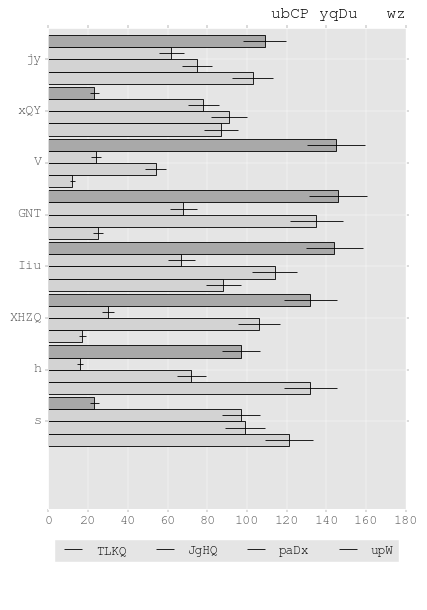 ubCP yqDu   wz
jy
xQY
V
GNT
Iiu
XHZQ
h
s
0 20 40 60 80 100 120 140 160 180
TLKQ JgHQ paDx upW